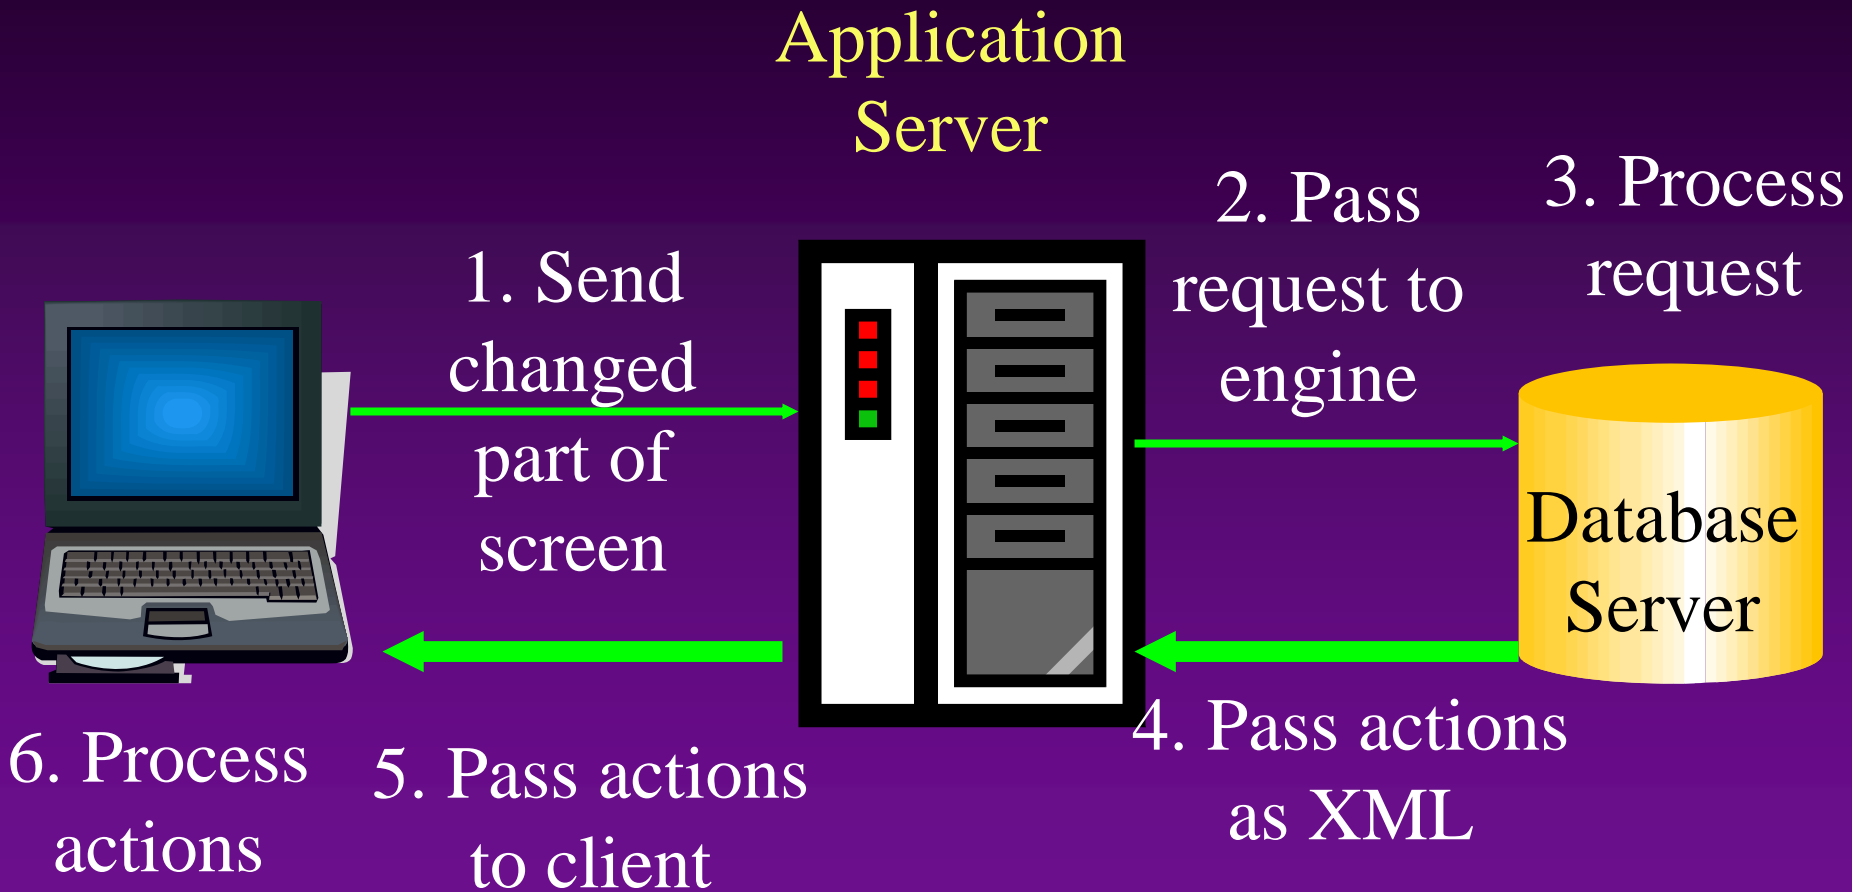 Application
Server
1. Send
changed
part of
screen
2. Pass
request to
engine
3. Process
request
Database
Server
4. Pass actions
as XML
5. Pass actions
to client
6. Process
actions